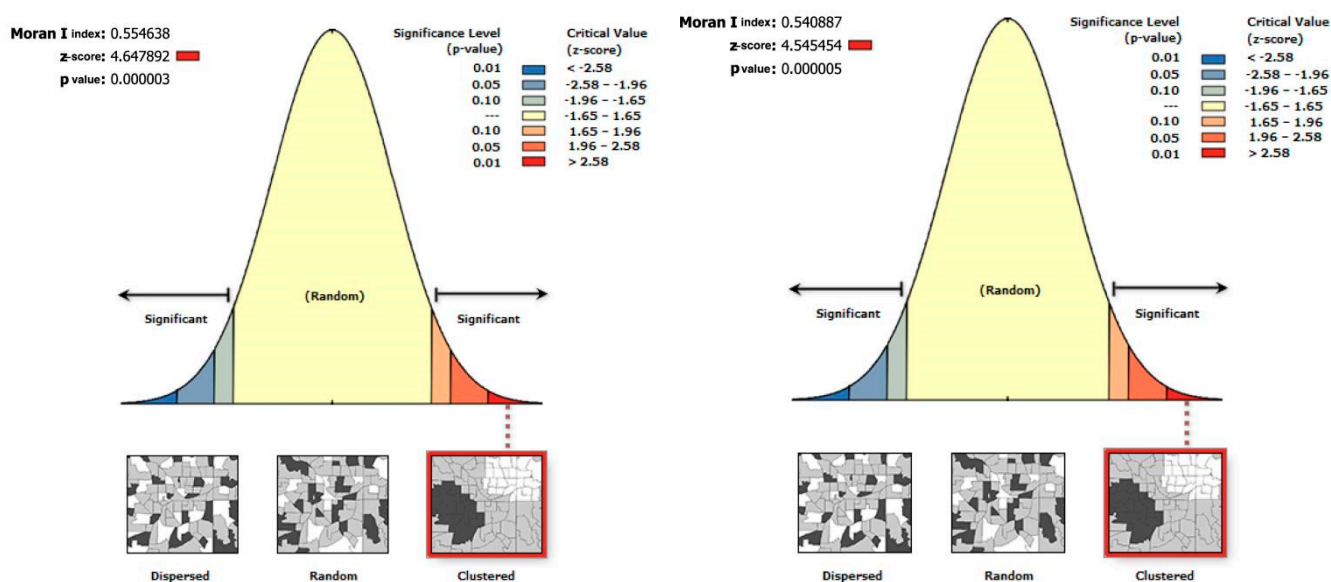 Moran I index: 0.554638
z-score: 4.647892
p value: 0.000003
Significance Level
(p-value)
Critical Value
(z-score)
0.01 < -2.58
0.05 -2.58 – -1.96
0.10 -1.96 – -1.65
--- -1.65 – 1.65
0.10 1.65 – 1.96
0.05 1.96 – 2.58
0.01 > 2.58
(Random)
Significant
Significant
Dispersed
Random
Clustered
Moran I index: 0.540887
z-score: 4.545454
p value: 0.000005
Significance Level
(p-value)
Critical Value
(z-score)
0.01 < -2.58
0.05 -2.58 – -1.96
0.10 -1.96 – -1.65
--- -1.65 – 1.65
0.10 1.65 – 1.96
0.05 1.96 – 2.58
0.01 > 2.58
(Random)
Significant
Significant
Dispersed
Random
Clustered